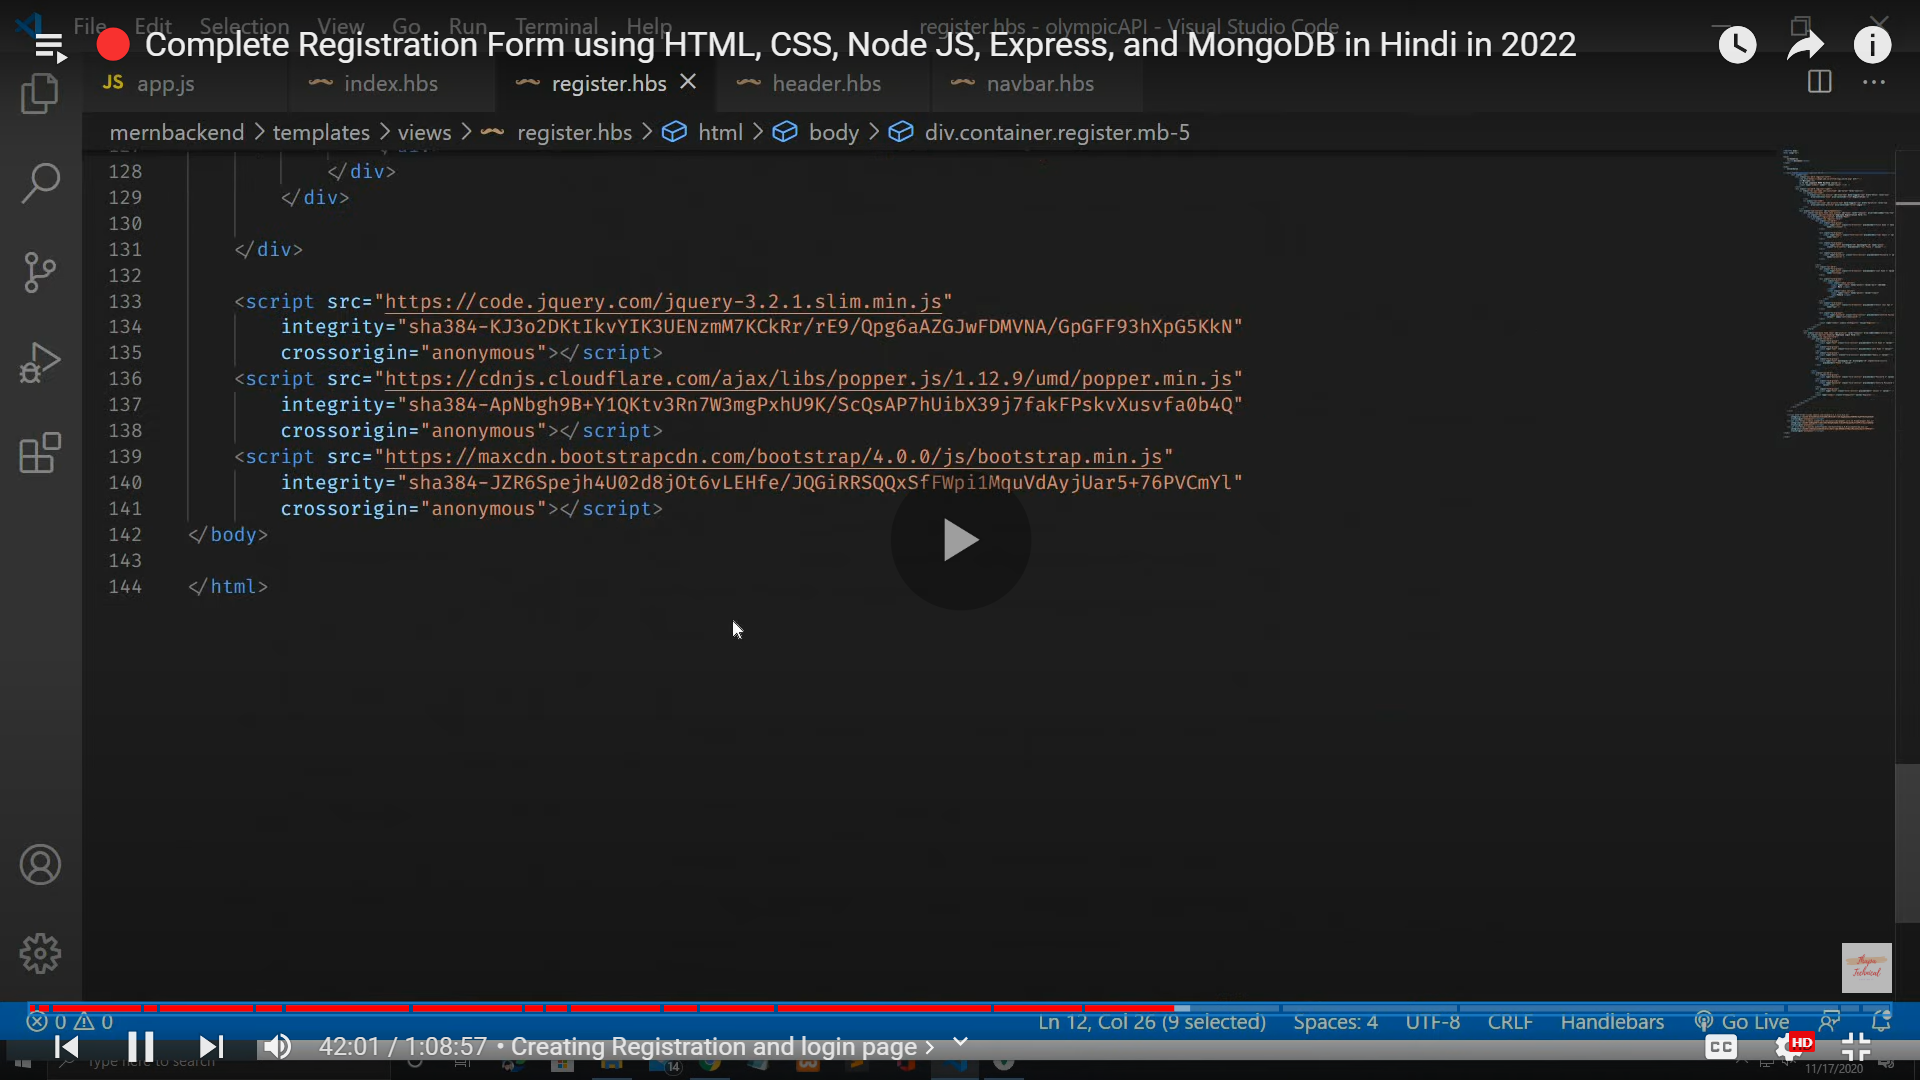 File Edit Selection View Go Run Terminal Help register.hbs - olympicAPI - Visual Studio Code
Complete Registration Form using HTML, CSS, Node JS, Express, and MongoDB in Hindi in 2022
JS app.js index.hbs register.hbs header.hbs navbar.hbs
mernbackend > templates > views > register.hbs > html > body > div.container.register.mb-5
128 </div>
129 </div>
130
131 </div>
132
133 <script src="https://code.jquery.com/jquery-3.2.1.slim.min.js"
134 integrity="sha384-KJ3o2DKtIkvYIK3UENzmM7KCkRr/rE9/Qpg6aAZGJwFDMVNA/GpGFF93hXpG5KkN"
135 crossorigin="anonymous"></script>
136 <script src="https://cdnjs.cloudflare.com/ajax/libs/popper.js/1.12.9/umd/popper.min.js"
137 integrity="sha384-ApNbgh9B+Y1QKtv3Rn7W3mgPxhU9K/ScQsAP7hUibX39j7fakFPskvXusvfa0b4Q"
138 crossorigin="anonymous"></script>
139 <script src="https://maxcdn.bootstrapcdn.com/bootstrap/4.0.0/js/bootstrap.min.js"
140 integrity="sha384-JZR6Spejh4U02d8jOt6vLEHfe/JQGiRRSQQxSfFWpi1MquVdAyjUar5+76PVCmYl"
141 crossorigin="anonymous"></script>
142 </body>
143
144 </html>
Thapa
Technical
0 0 Ln 12, Col 26 (9 selected) Spaces: 4 UTF-8 CRLF Handlebars Go Live
42:01 / 1:08:57 • Creating Registration and login page > CC HD
Type here to search 14 11/17/2020